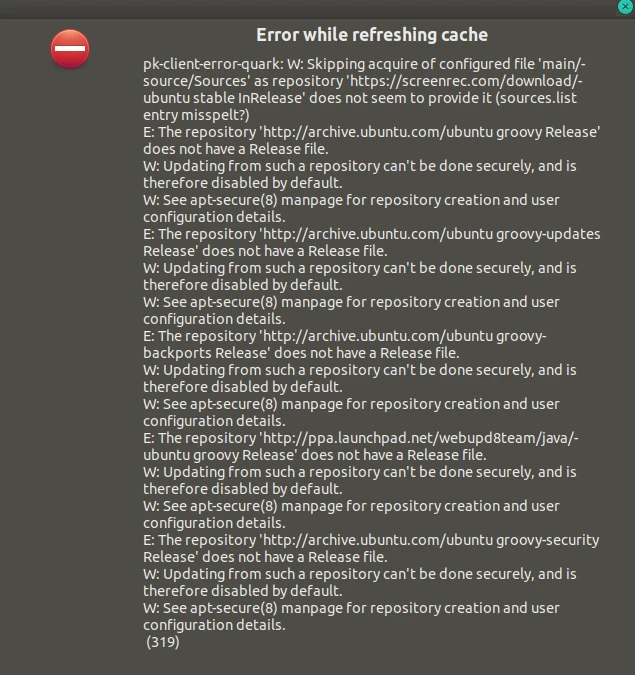 Error while refreshing cache
pk-client-error-quark: W: Skipping acquire of configured file 'main/-
source/Sources' as repository 'https://screenrec.com/download/-
ubuntu stable InRelease' does not seem to provide it (sources.list
entry misspelt?)
E: The repository 'http://archive.ubuntu.com/ubuntu groovy Release'
does not have a Release file.
W: Updating from such a repository can't be done securely, and is
therefore disabled by default.
W: See apt-secure(8) manpage for repository creation and user
configuration details.
E: The repository 'http://archive.ubuntu.com/ubuntu groovy-updates
Release' does not have a Release file.
W: Updating from such a repository can't be done securely, and is
therefore disabled by default.
W: See apt-secure(8) manpage for repository creation and user
configuration details.
E: The repository 'http://archive.ubuntu.com/ubuntu groovy-
backports Release' does not have a Release file.
W: Updating from such a repository can't be done securely, and is
therefore disabled by default.
W: See apt-secure(8) manpage for repository creation and user
configuration details.
E: The repository 'http://ppa.launchpad.net/webupd8team/java/-
ubuntu groovy Release' does not have a Release file.
W: Updating from such a repository can't be done securely, and is
therefore disabled by default.
W: See apt-secure(8) manpage for repository creation and user
configuration details.
E: The repository 'http://archive.ubuntu.com/ubuntu groovy-security
Release' does not have a Release file.
W: Updating from such a repository can't be done securely, and is
therefore disabled by default.
W: See apt-secure(8) manpage for repository creation and user
configuration details.
(319)